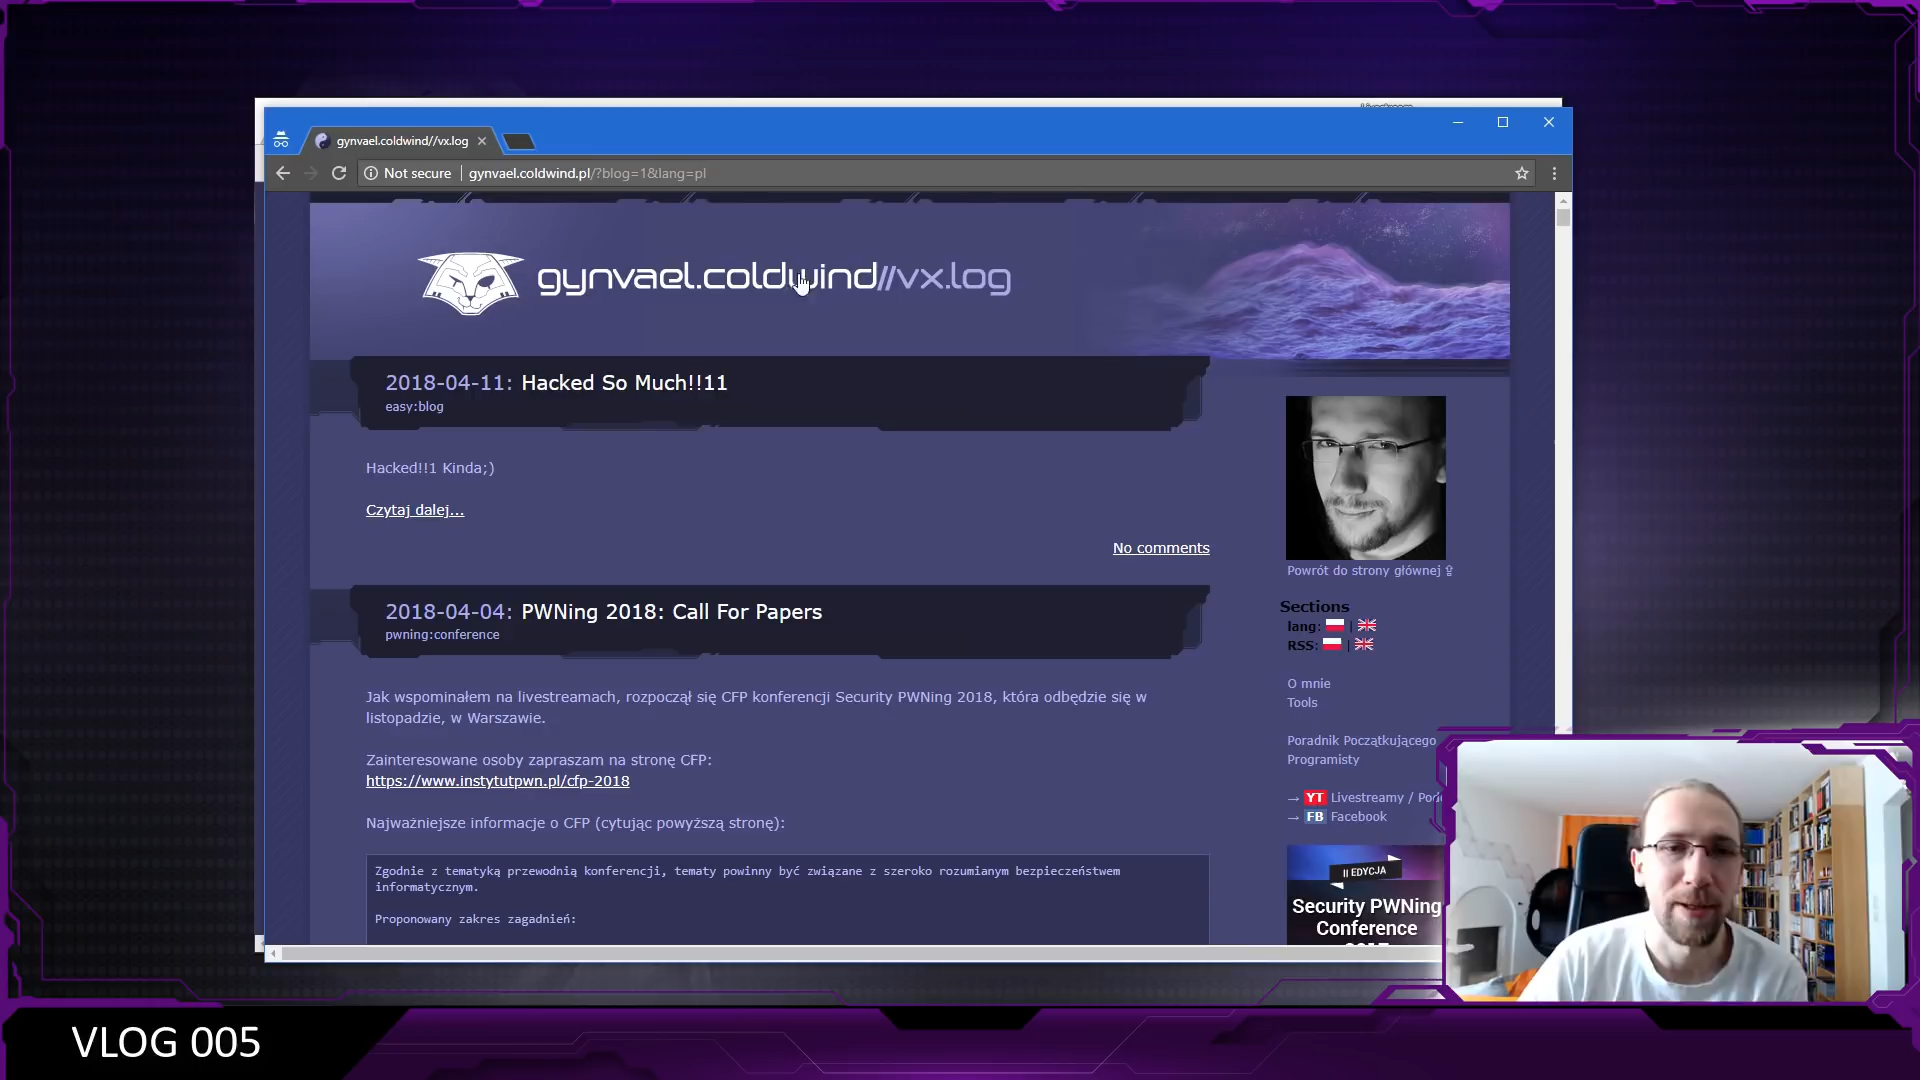 gynvael.coldwind//vx.log
Not secure
gynvael.coldwind.pl/?blog=1&lang=pl
gynvael.coldwind//vx.log
2018-04-11: Hacked So Much!!11
easy:blog
Hacked!!1 Kinda;)
Czytaj dalej...
No comments
2018-04-04: PWNing 2018: Call For Papers
pwning:conference
Jak wspominałem na livestreamach, rozpoczął się CFP konferencji Security PWNing 2018, która odbędzie się w
listopadzie, w Warszawie.
Zainteresowane osoby zapraszam na stronę CFP:
https://www.instytutpwn.pl/cfp-2018
Najważniejsze informacje o CFP (cytując powyższą stronę):
Zgodnie z tematyką przewodnią konferencji, tematy powinny być związane z szeroko rozumianym bezpieczeństwem
informatycznym.
Proponowany zakres zagadnień:
Powrót do strony głównej ⇪
Sections
lang: |
RSS: |
O mnie
Tools
Poradnik Początkującego
Programisty
→ YT Livestreamy /
→ FB Facebook
II EDYCJA
Security PWNing
Conference
VLOG 005